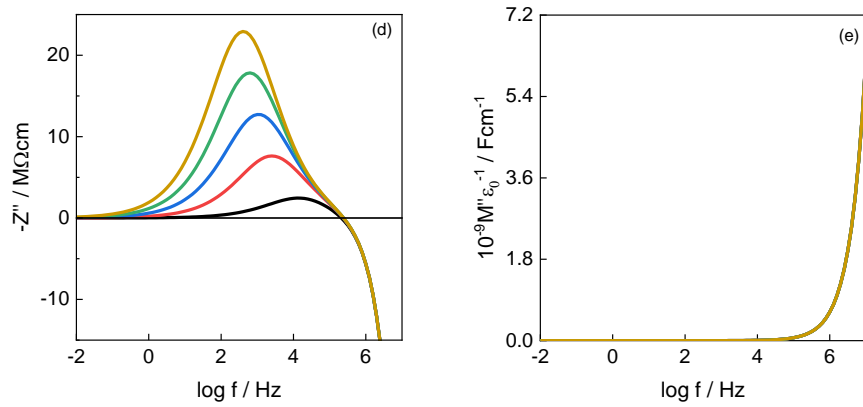 (d)
20
10
0
-10
-Z'' / MΩcm
-2 0 2 4 6
log f / Hz
(e)
7.2
5.4
3.6
1.8
0.0
10⁻⁹M''ε₀⁻¹ / Fcm⁻¹
-2 0 2 4 6
log f / Hz